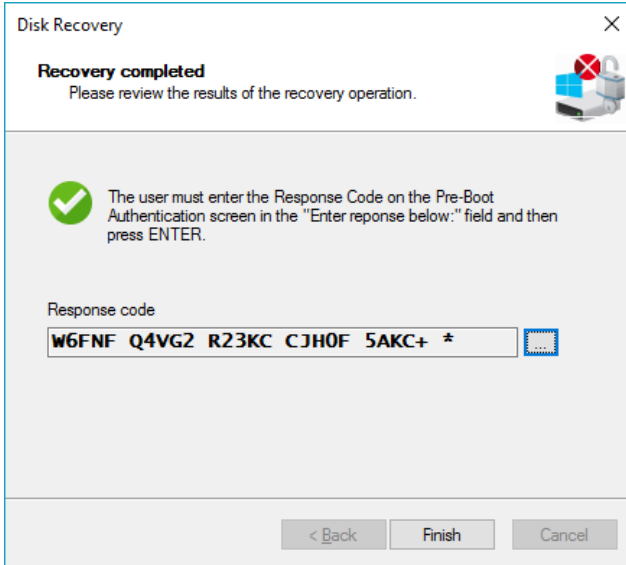 Disk Recovery
Recovery completed
Please review the results of the recovery operation.
The user must enter the Response Code on the Pre-Boot
Authentication screen in the "Enter reponse below:" field and then
press ENTER.
Response code
W6FNF Q4VG2 R23KC CJH0F 5AKC+ *
...
< Back
Finish
Cancel